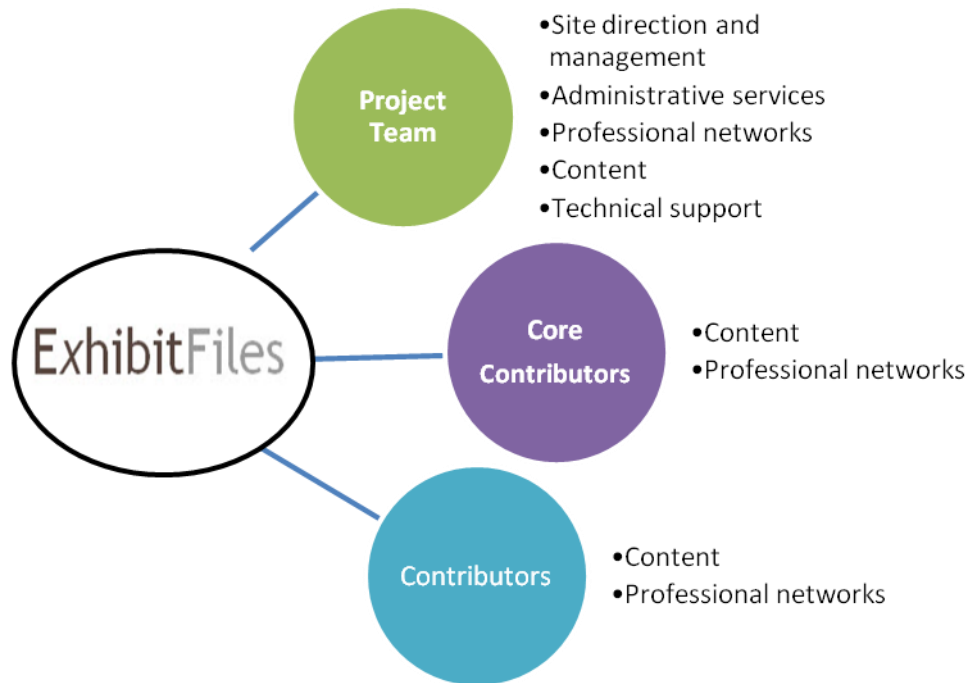 Project
Team
•Site direction and
management
•Administrative services
•Professional networks
•Content
•Technical support
ExhibitFiles
Core
Contributors
•Content
•Professional networks
Contributors
•Content
•Professional networks